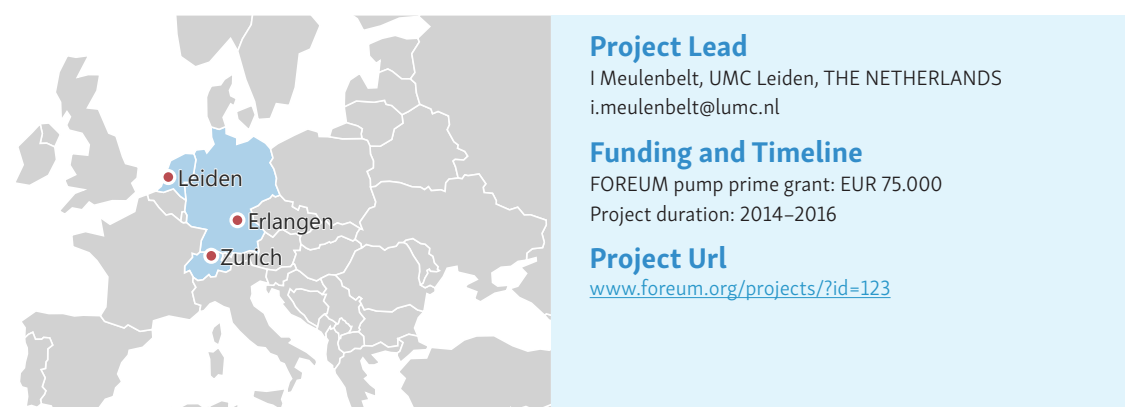 Leiden
Erlangen
Zurich
Project Lead
I Meulenbelt, UMC Leiden, THE NETHERLANDS
i.meulenbelt@lumc.nl
Funding and Timeline
FOREUM pump prime grant: EUR 75.000
Project duration: 2014–2016
Project Url
www.foreum.org/projects/?id=123